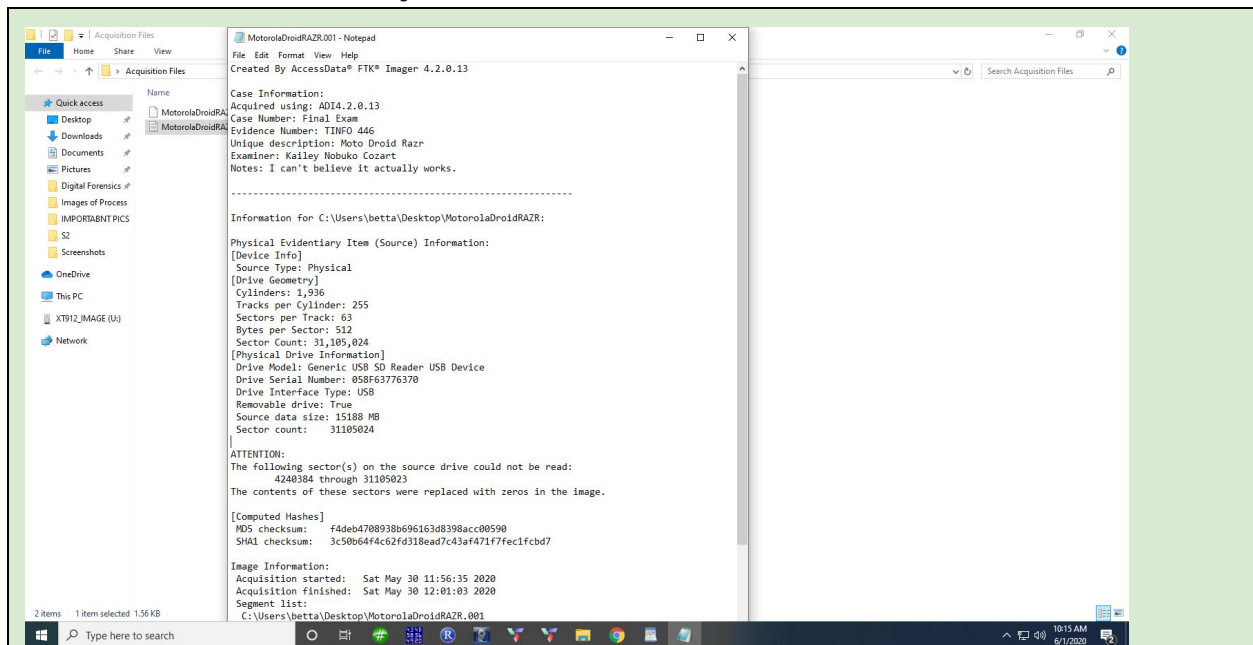 Acquisition Files
MotorolaDroidRAZR.001 - Notepad
File Home Share View
File Edit Format View Help
Acquisition Files
Search Acquisition Files
Name
Quick access
Desktop
Downloads
Documents
Pictures
Digital Forensics
Images of Process
IMPORTABNT PICS
S2
Screenshots
OneDrive
This PC
XT912_IMAGE (U:)
Network
MotorolaDroidRAZ
MotorolaDroidRAZ
Created By AccessData® FTK® Imager 4.2.0.13
Case Information:
Acquired using: ADI4.2.0.13
Case Number: Final Exam
Evidence Number: TINFO 446
Unique description: Moto Droid Razr
Examiner: Kailey Nobuko Cozart
Notes: I can't believe it actually works.
--------------------------------------------------------------
Information for C:\Users\betta\Desktop\MotorolaDroidRAZR:
Physical Evidentiary Item (Source) Information:
[Device Info]
Source Type: Physical
[Drive Geometry]
Cylinders: 1,936
Tracks per Cylinder: 255
Sectors per Track: 63
Bytes per Sector: 512
Sector Count: 31,105,024
[Physical Drive Information]
Drive Model: Generic USB SD Reader USB Device
Drive Serial Number: 058F63776370
Drive Interface Type: USB
Removable drive: True
Source data size: 15188 MB
Sector count: 31105024
ATTENTION:
The following sector(s) on the source drive could not be read:
4240384 through 31105023
The contents of these sectors were replaced with zeros in the image.
[Computed Hashes]
MD5 checksum: f4deb4708938b696163d8398acc00590
SHA1 checksum: 3c50b64f4c62fd318ead7c43af471f7fec1fcbd7
Image Information:
Acquisition started: Sat May 30 11:56:35 2020
Acquisition finished: Sat May 30 12:01:03 2020
Segment list:
C:\Users\betta\Desktop\MotorolaDroidRAZR.001
2 items 1 item selected 1.56 KB
Type here to search
10:15 AM
6/1/2020